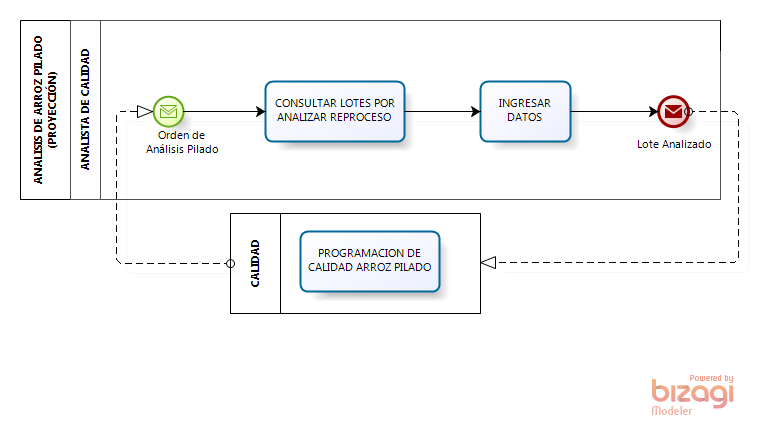 ANALISIS DE ARROZ PILADO
(PROYECCIÓN)
ANALISTA DE CALIDAD
Orden de
Análisis Pilado
CONSULTAR LOTES POR
ANALIZAR REPROCESO
INGRESAR
DATOS
Lote Analizado
CALIDAD
PROGRAMACION DE
CALIDAD ARROZ PILADO
Powered by
bizagi
Modeler